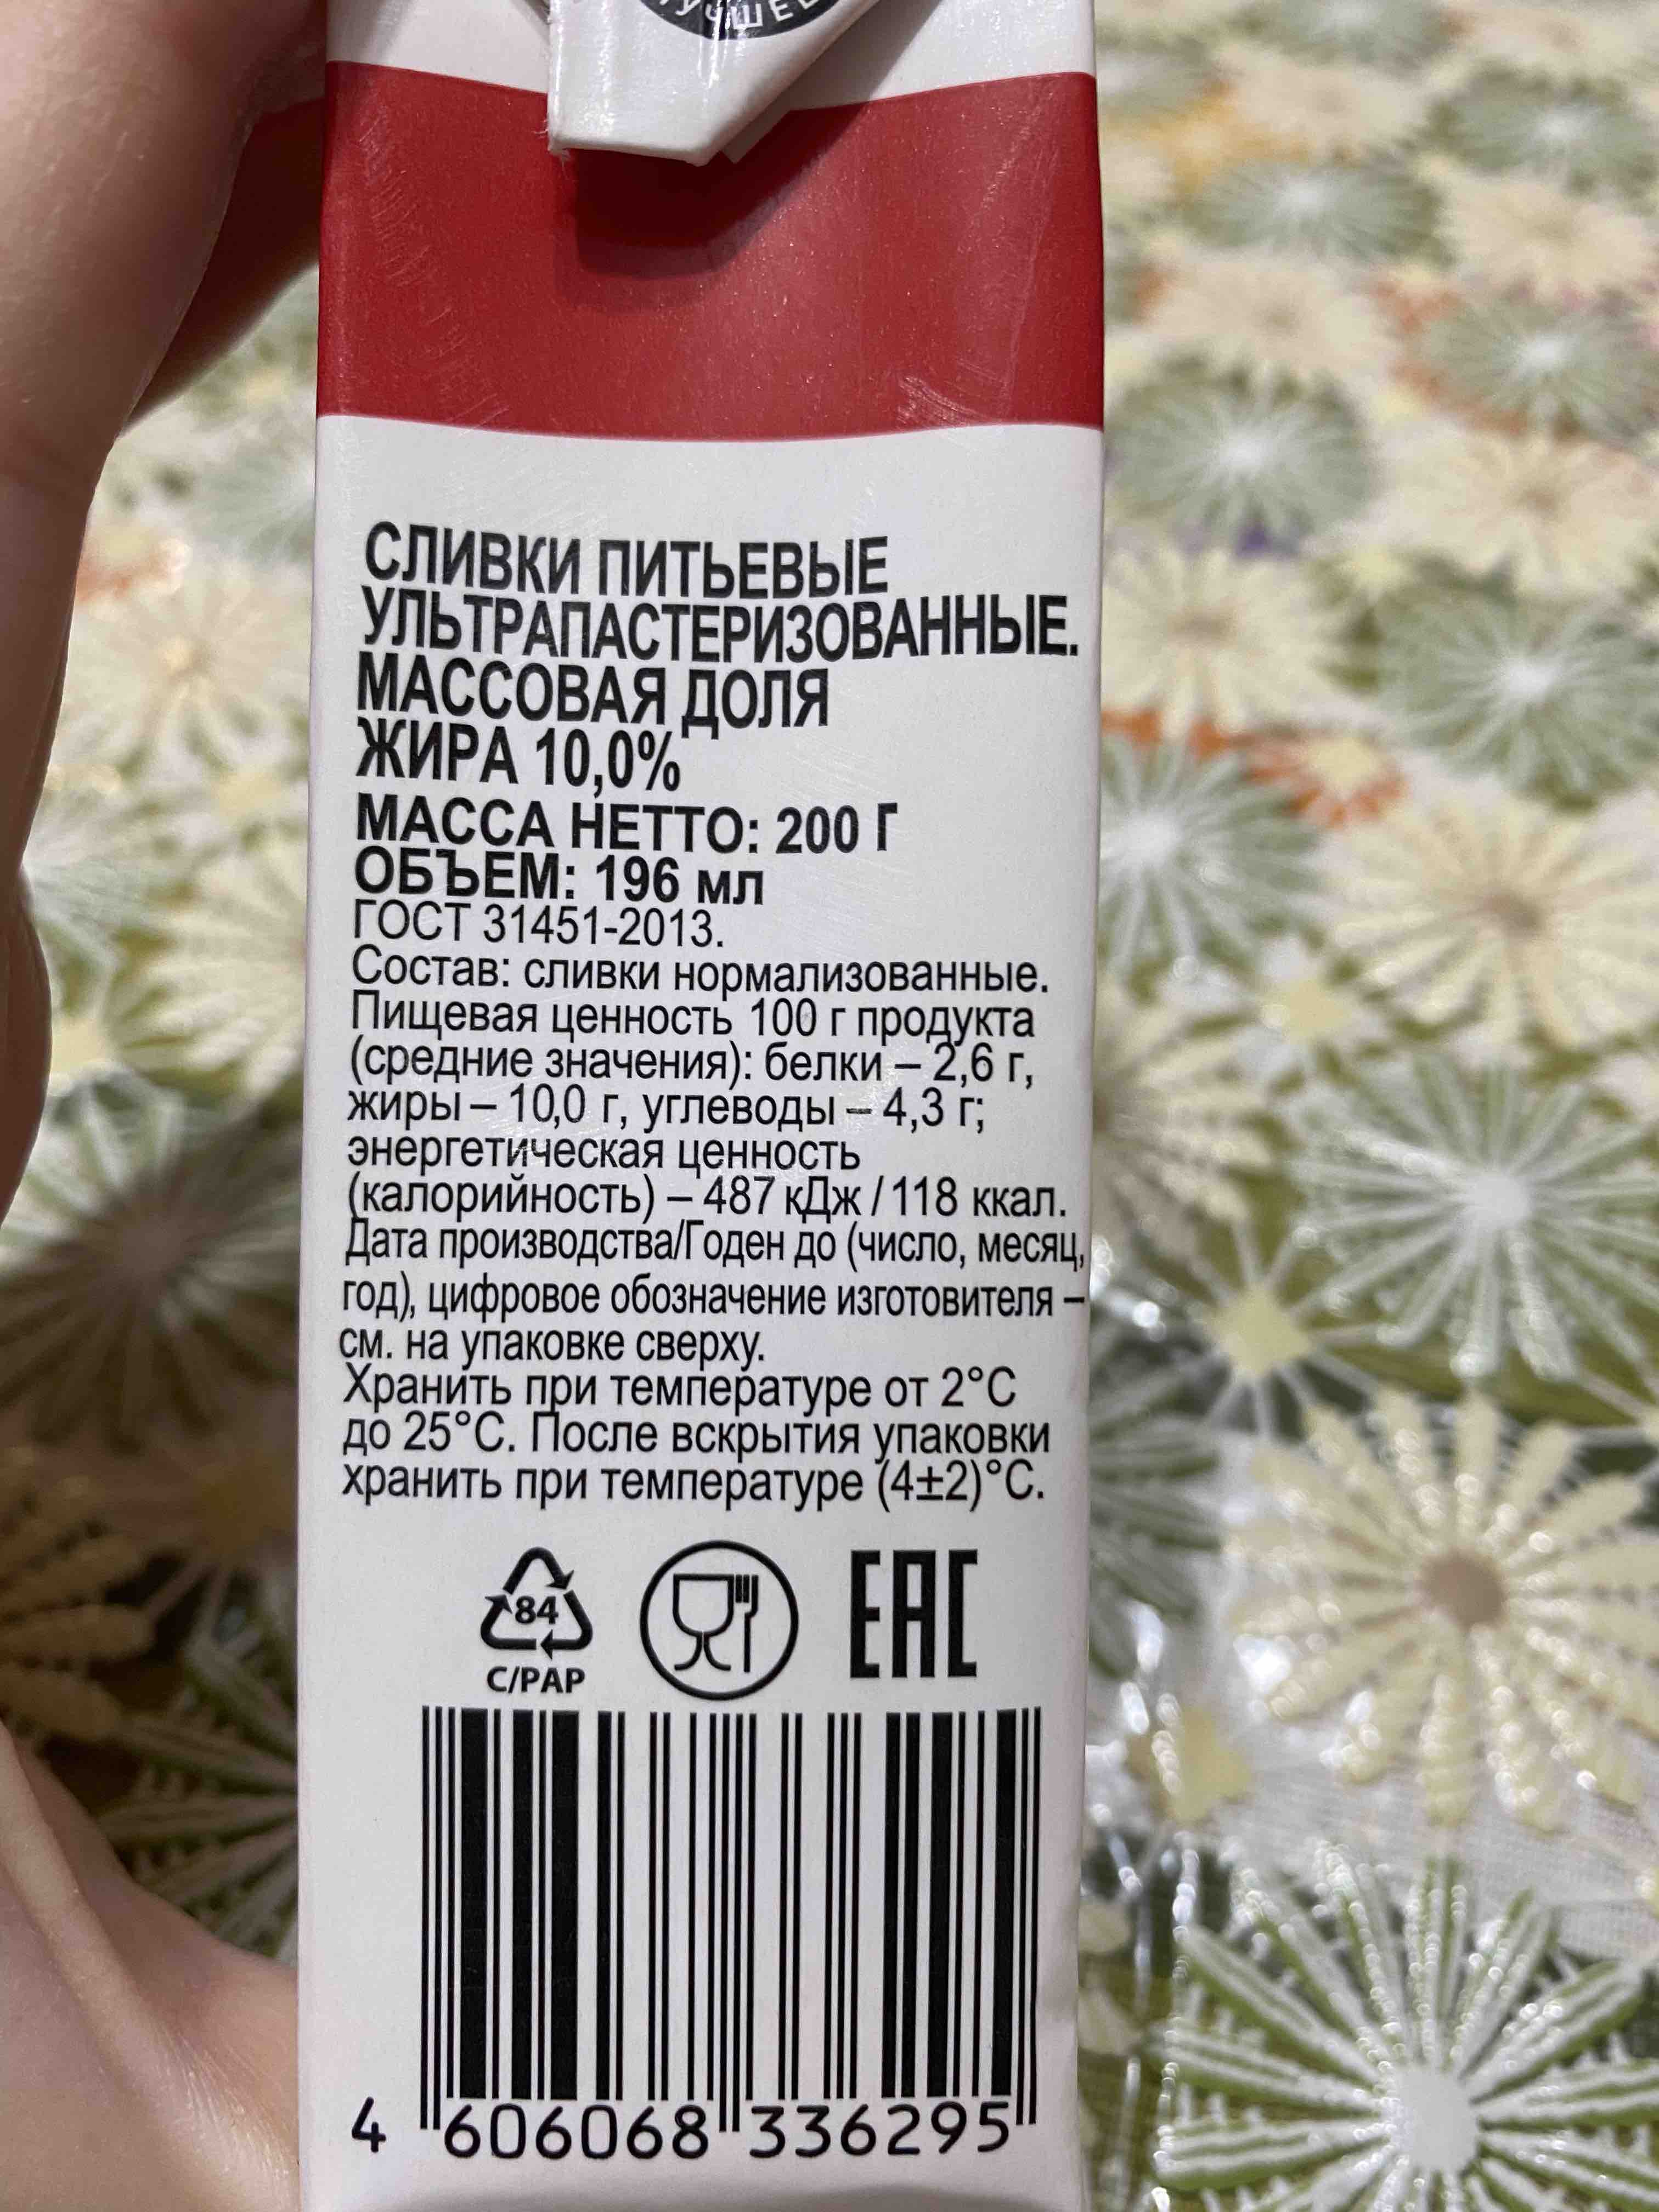 СЛИВКИ ПИТЬЕВЫЕ
УЛЬТРАПАСТЕРИЗОВАННЫЕ.
МАССОВАЯ ДОЛЯ
ЖИРА 10,0%
МАССА НЕТТО: 200 Г
ОБЪЕМ: 196 мл
ГОСТ 31451-2013.
Состав: сливки нормализованные.
Пищевая ценность 100 г продукта
(средние значения): белки – 2,6 г,
жиры – 10,0 г, углеводы – 4,3 г;
энергетическая ценность
(калорийность) – 487 кДж / 118 ккал.
Дата производства/Годен до (число, месяц,
год), цифровое обозначение изготовителя –
см. на упаковке сверху.
Хранить при температуре от 2°С
до 25°С. После вскрытия упаковки
хранить при температуре (4±2)°С.
84
C/PAP
EAC
4 606068 336295